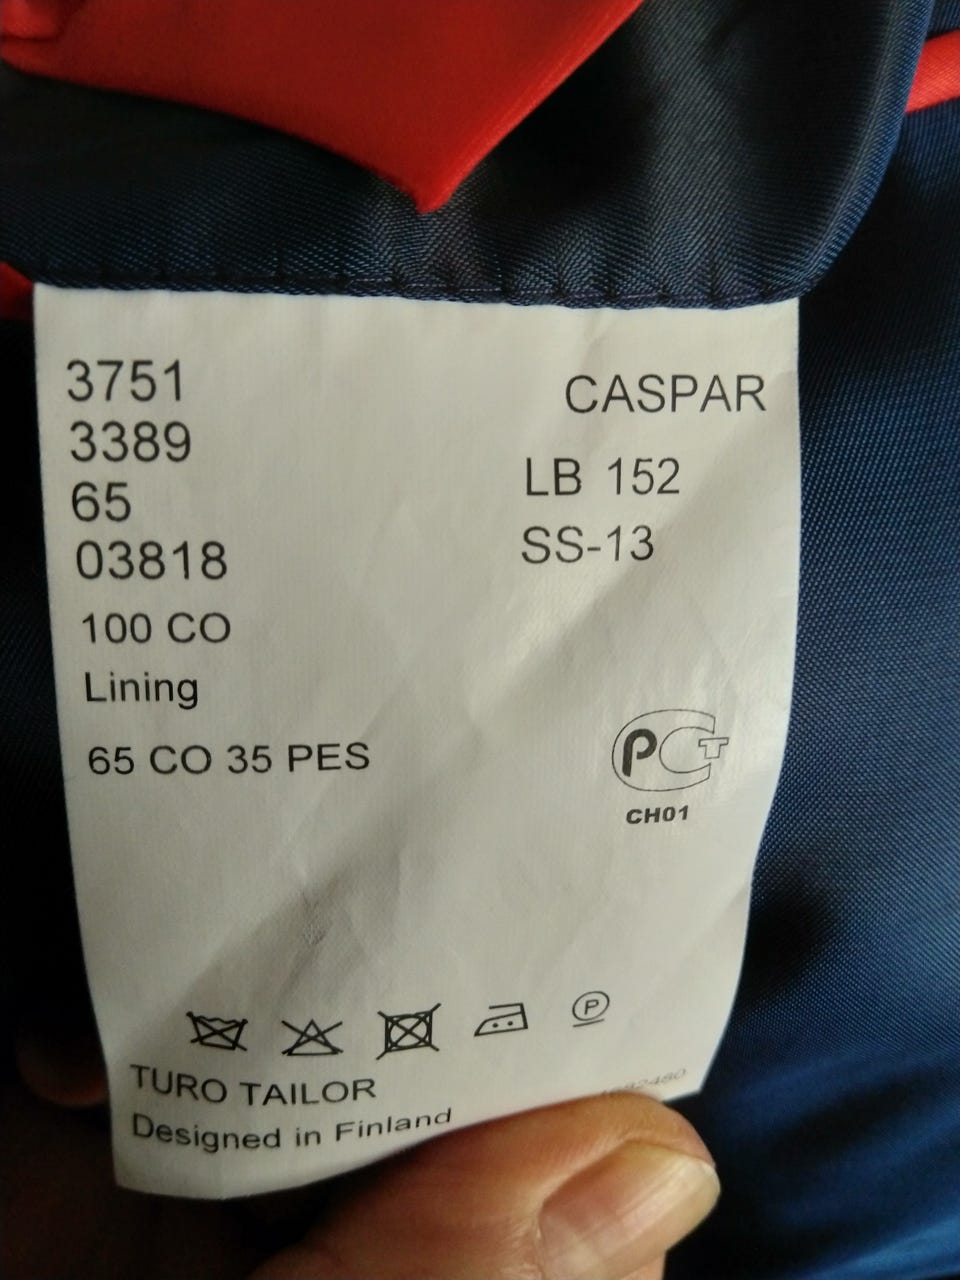 3751
3389
65
03818
100 CO
Lining
65 CO 35 PES
CASPAR
LB 152
SS-13
РСТ
CH01
P
TURO TAILOR
Designed in Finland